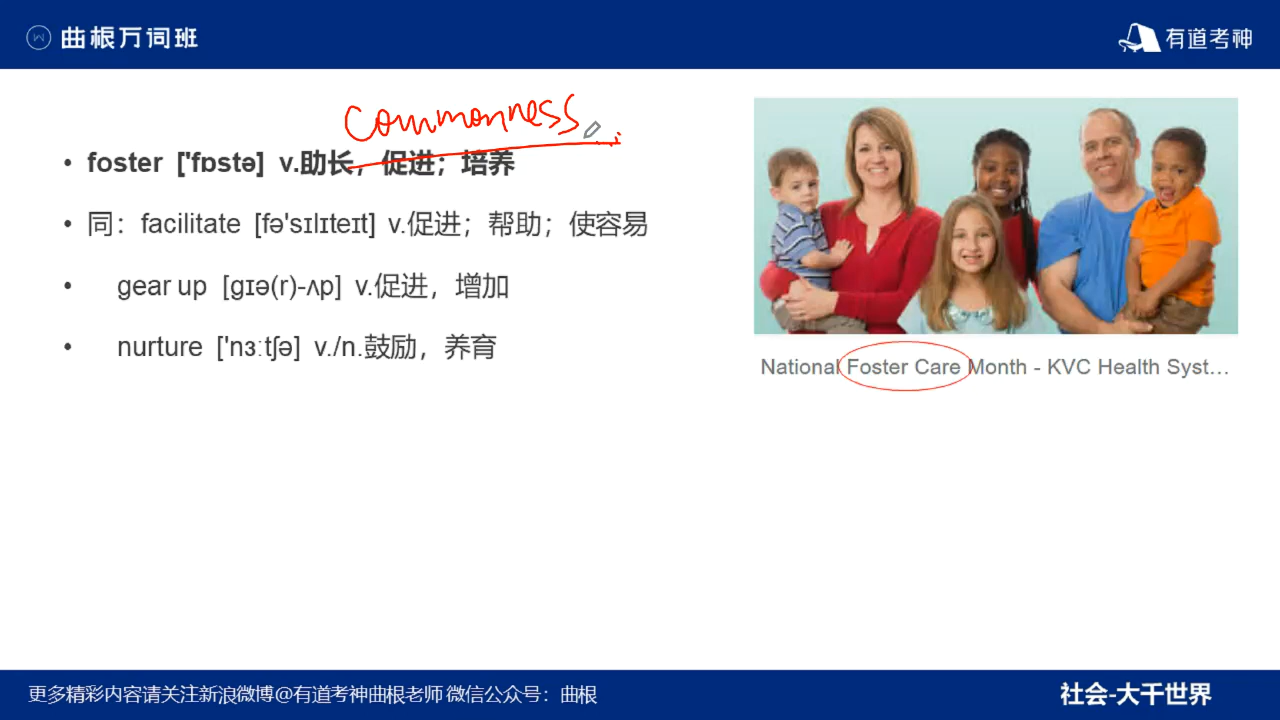 曲根万词班
有道考神
commonness
foster ['fɒstə] v.助长，促进；培养
同：facilitate [fə'sɪlɪteɪt] v.促进；帮助；使容易
gear up [gɪə(r)-ʌp] v.促进，增加
nurture ['nɜːtʃə] v./n.鼓励，养育
National Foster Care Month - KVC Health Syst...
更多精彩内容请关注新浪微博@有道考神曲根老师 微信公众号：曲根
社会-大千世界